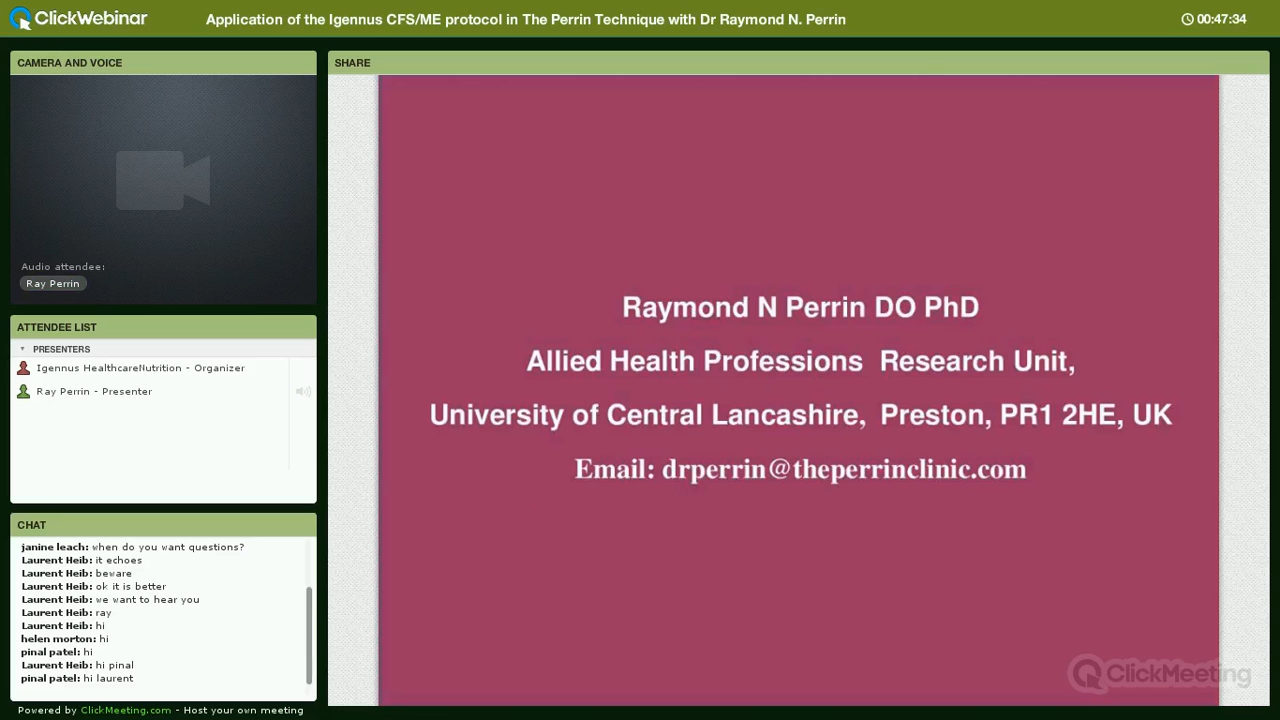 ClickWebinar
Application of the Igennus CFS/ME protocol in The Perrin Technique with Dr Raymond N. Perrin
00:47:34
CAMERA AND VOICE
Audio attendee:
Ray Perrin
ATTENDEE LIST
PRESENTERS
Igennus HealthcareNutrition - Organizer
Ray Perrin - Presenter
CHAT
janine leach: when do you want questions?
Laurent Heib: it echoes
Laurent Heib: beware
Laurent Heib: ok it is better
Laurent Heib: we want to hear you
Laurent Heib: ray
Laurent Heib: hi
helen morton: hi
pinal patel: hi
Laurent Heib: hi pinal
pinal patel: hi laurent
Powered by ClickMeeting.com - Host your own meeting
SHARE
Raymond N Perrin DO PhD
Allied Health Professions Research Unit,
University of Central Lancashire, Preston, PR1 2HE, UK
Email: drperrin@theperrinclinic.com
ClickMeeting